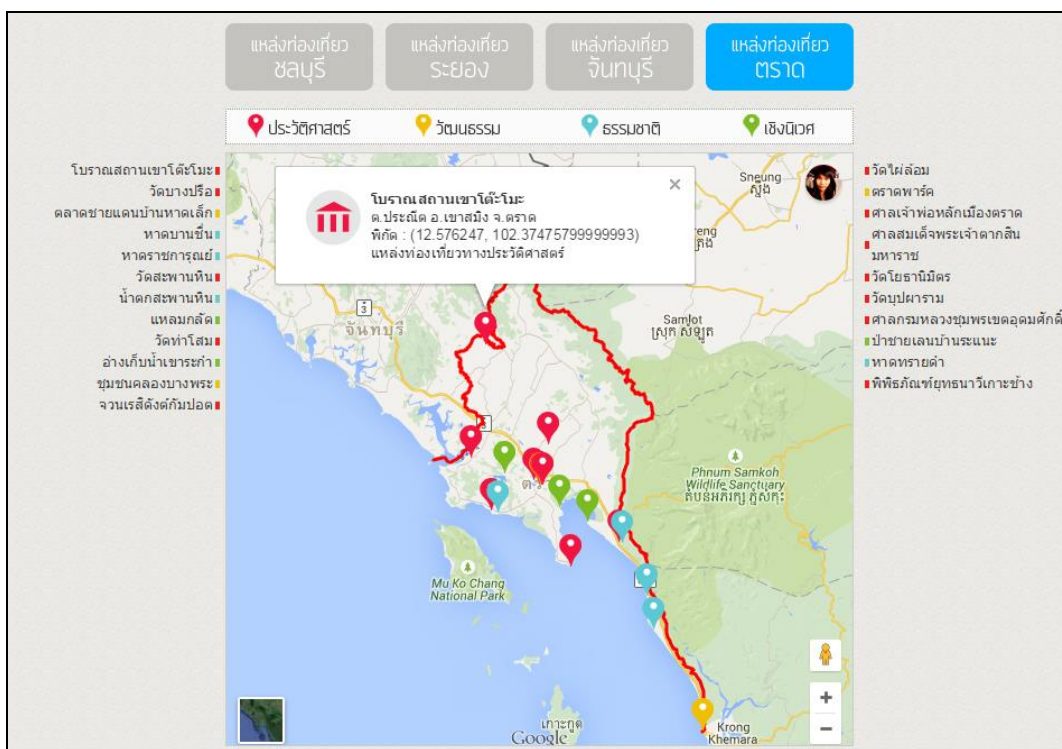 แหล่งท่องเที่ยว
ชลบุรี
แหล่งท่องเที่ยว
ระยอง
แหล่งท่องเที่ยว
จันทบุรี
แหล่งท่องเที่ยว
ตราด
ประวัติศาสตร์
วัฒนธรรม
ธรรมชาติ
เชิงนิเวศ
โบราณสถานเขาโต๊ะโมะ
วัดบางปรือ
ตลาดชายแดนบ้านหาดเล็ก
หาดบานชื่น
หาดราชการุณย์
วัดสะพานหิน
น้ำตกสะพานหิน
แหลมกลัด
วัดท่าโสม
อ่างเก็บน้ำเขาระกำ
ชุมชนคลองบางพระ
จวนเรสิดังต์กัมปอต
โบราณสถานเขาโต๊ะโมะ
ต.ประณีต อ.เขาสมิง จ.ตราด
พิกัด : (12.576247, 102.37475799999993)
แหล่งท่องเที่ยวทางประวัติศาสตร์
×
Sneung
ស្នឹង
3
จันทบุรี
Samlot
ស្រុក សំឡូត
3
Phnum Samkoh
Wildlife Sanctuary
Mu Ko Chang
National Park
เกาะกูด
Google
Krong
Khemara
+
−
วัดไผ่ล้อม
ตราดพาร์ค
ศาลเจ้าพ่อหลักเมืองตราด
ศาลสมเด็จพระเจ้าตากสิน
มหาราช
วัดโยธานิมิตร
วัดบุปผาราม
ศาลกรมหลวงชุมพรเขตอุดมศักดิ์
ป่าชายเลนบ้านระแนะ
หาดทรายดำ
พิพิธภัณฑ์ยุทธนาวีเกาะช้าง